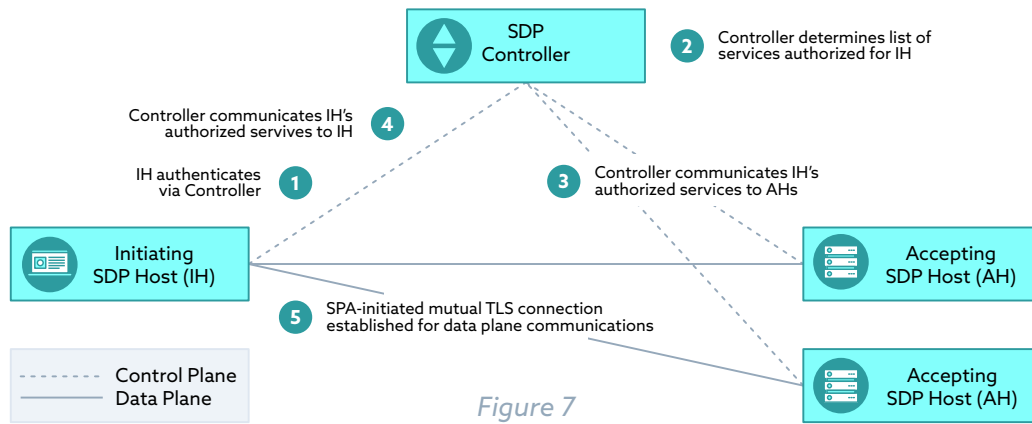 SDP
Controller
2
Controller determines list of
services authorized for IH
Controller communicates IH's
authorized servives to IH
4
IH authenticates
via Controller
1
3
Controller communicates IH's
authorized services to AHs
Initiating
SDP Host (IH)
Accepting
SDP Host (AH)
5
SPA-initiated mutual TLS connection
established for data plane communications
Control Plane
Data Plane
Accepting
SDP Host (AH)
Figure 7